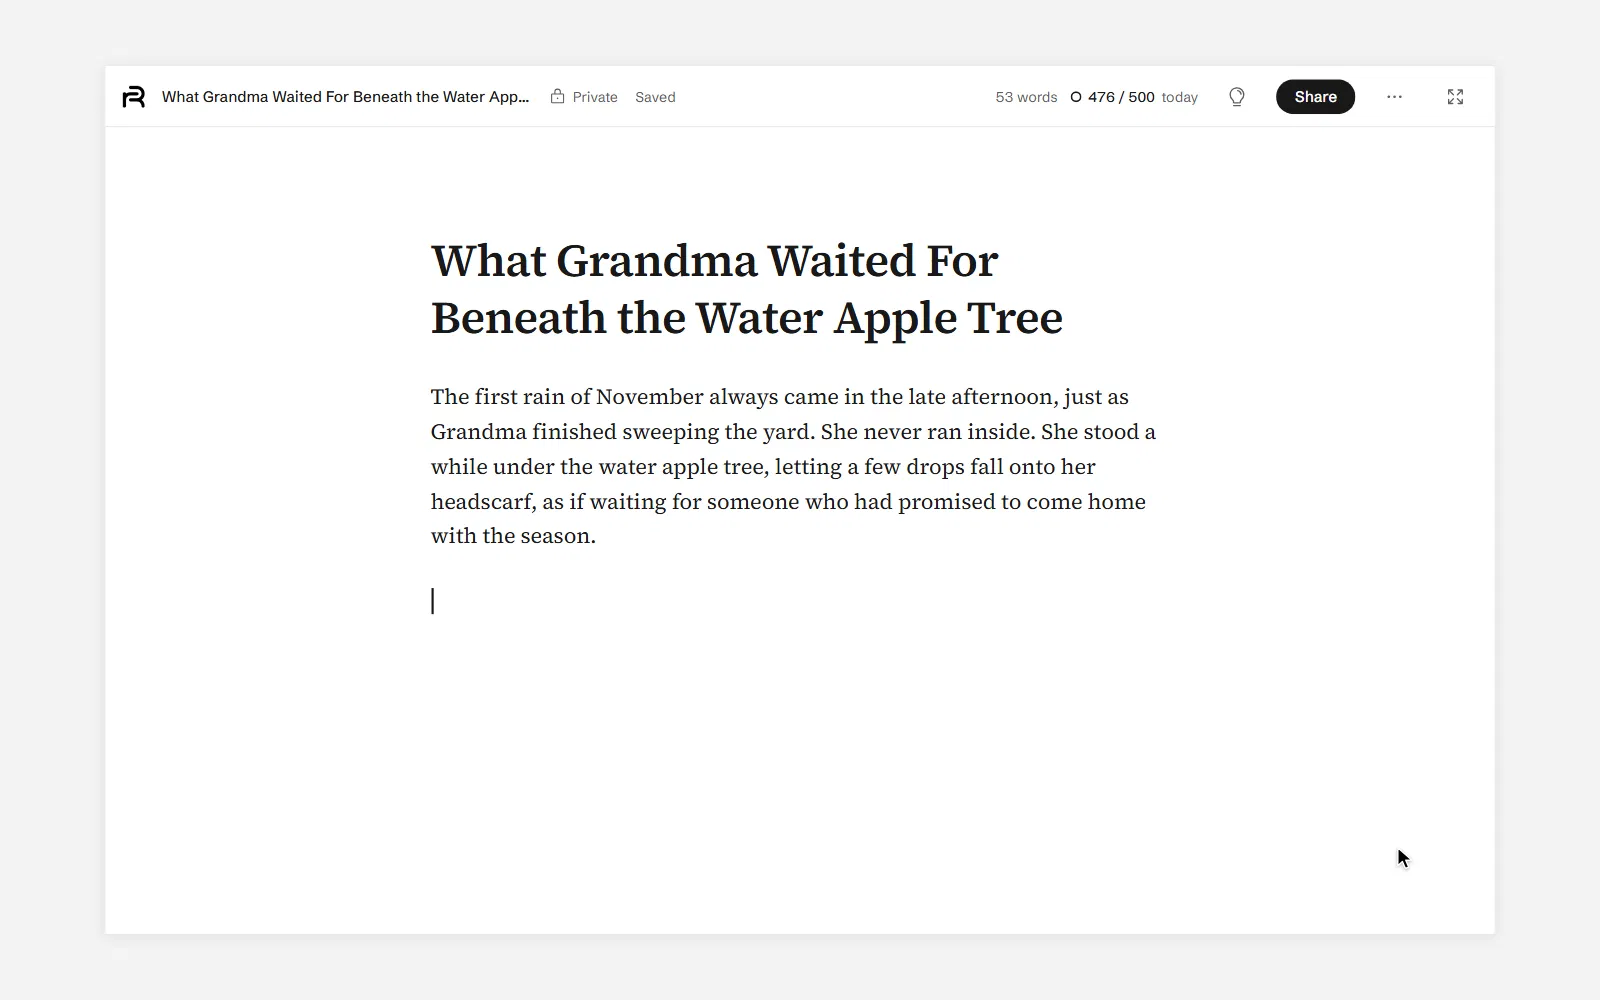 What Grandma Waited For Beneath the Water App...
Private
Saved
53 words
476 / 500 today
Share
What Grandma Waited For
Beneath the Water Apple Tree
The first rain of November always came in the late afternoon, just as
Grandma finished sweeping the yard. She never ran inside. She stood a
while under the water apple tree, letting a few drops fall onto her
headscarf, as if waiting for someone who had promised to come home
with the season.